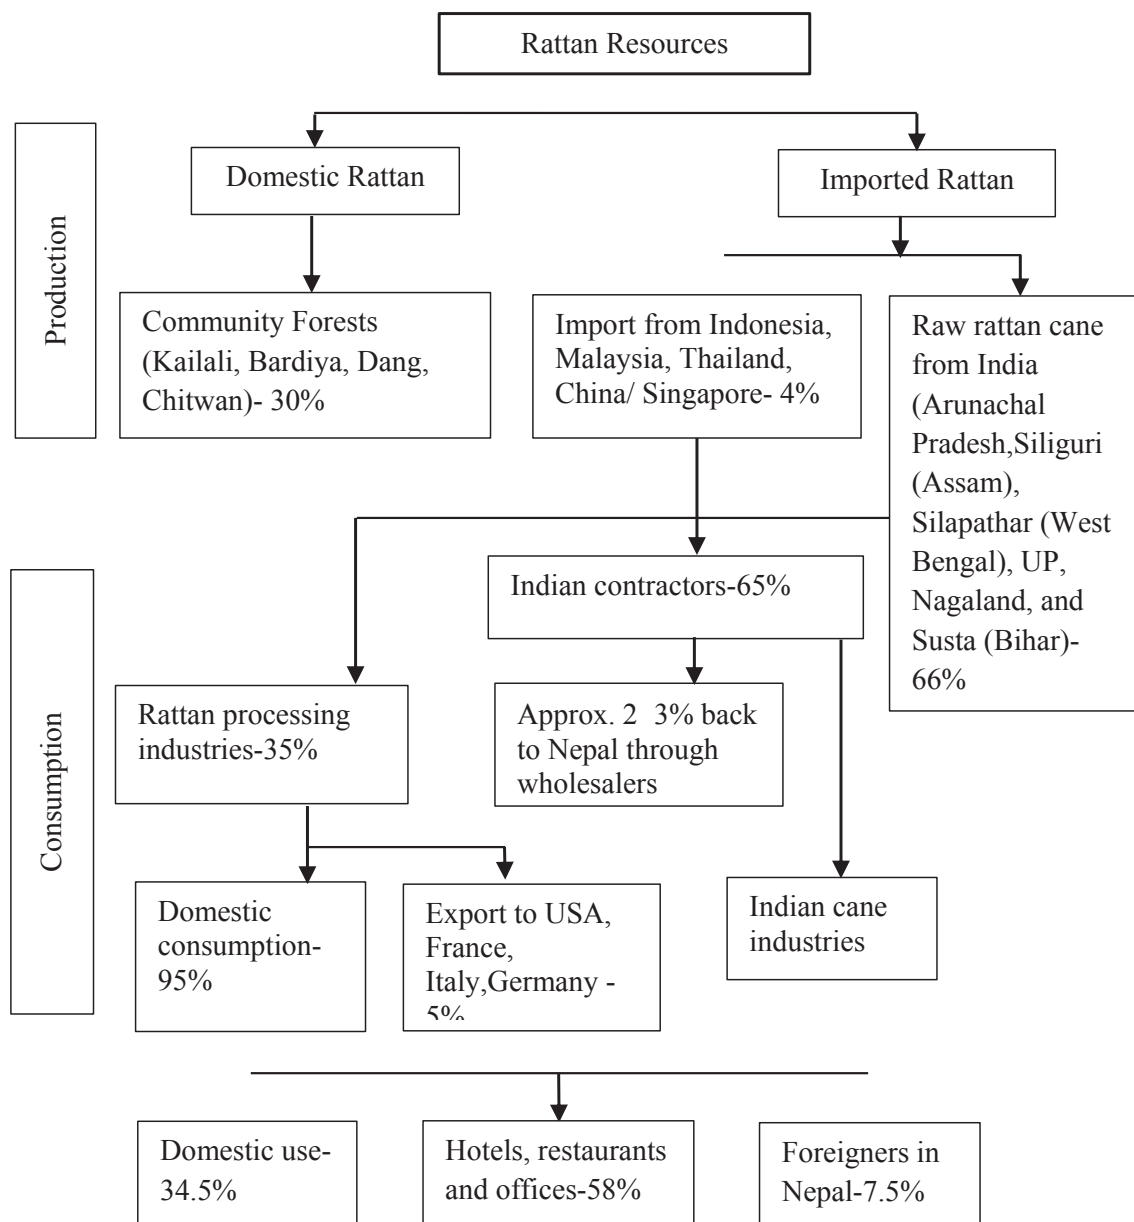 Rattan Resources
Production
Domestic Rattan
Imported Rattan
Community Forests
(Kailali, Bardiya, Dang,
Chitwan)- 30%
Import from Indonesia,
Malaysia, Thailand,
China/ Singapore- 4%
Raw rattan cane
from India
(Arunachal
Pradesh,Siliguri
(Assam),
Silapathar (West
Bengal), UP,
Nagaland, and
Susta (Bihar)-
66%
Consumption
Indian contractors-65%
Rattan processing
industries-35%
Approx. 2 3% back
to Nepal through
wholesalers
Domestic
consumption-
95%
Export to USA,
France,
Italy,Germany -
5%
Indian cane
industries
Domestic use-
34.5%
Hotels, restaurants
and offices-58%
Foreigners in
Nepal-7.5%